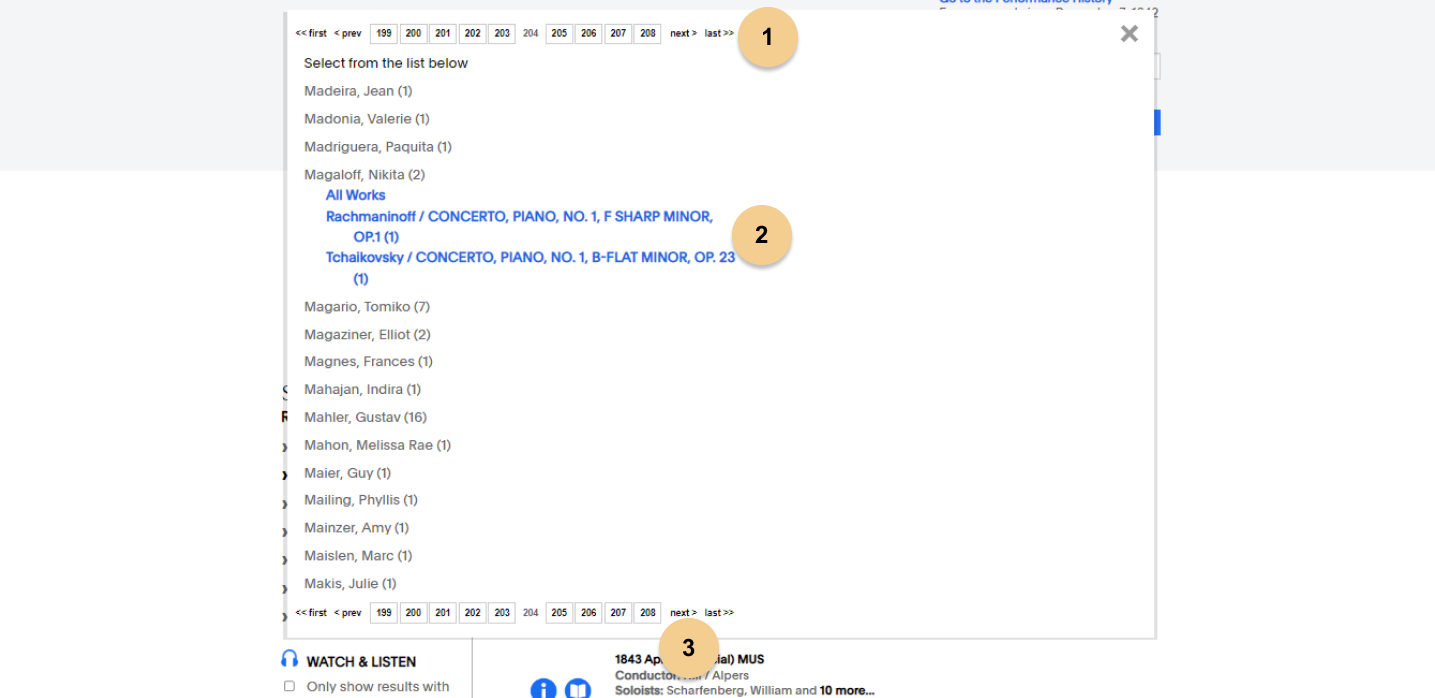 Go to the Performance History
<< first < prev 199 200 201 202 203 204 205 206 207 208 next > last >>
1
Select from the list below
Madeira, Jean (1)
Madonia, Valerie (1)
Madriguera, Paquita (1)
Magaloff, Nikita (2)
All Works
Rachmaninoff / CONCERTO, PIANO, NO. 1, F SHARP MINOR,
OP.1 (1)
2
Tchaikovsky / CONCERTO, PIANO, NO. 1, B-FLAT MINOR, OP. 23
(1)
Magario, Tomiko (7)
Magaziner, Elliot (2)
Magnes, Frances (1)
Mahajan, Indira (1)
Mahler, Gustav (16)
Mahon, Melissa Rae (1)
Maier, Guy (1)
Mailing, Phyllis (1)
Mainzer, Amy (1)
Maislen, Marc (1)
Makis, Julie (1)
<< first < prev 199 200 201 202 203 204 205 206 207 208 next > last >>
3
WATCH & LISTEN
Only show results with
1843 Ap ial) MUS
Conductor / Alpers
Soloists: Scharfenberg, William and 10 more...